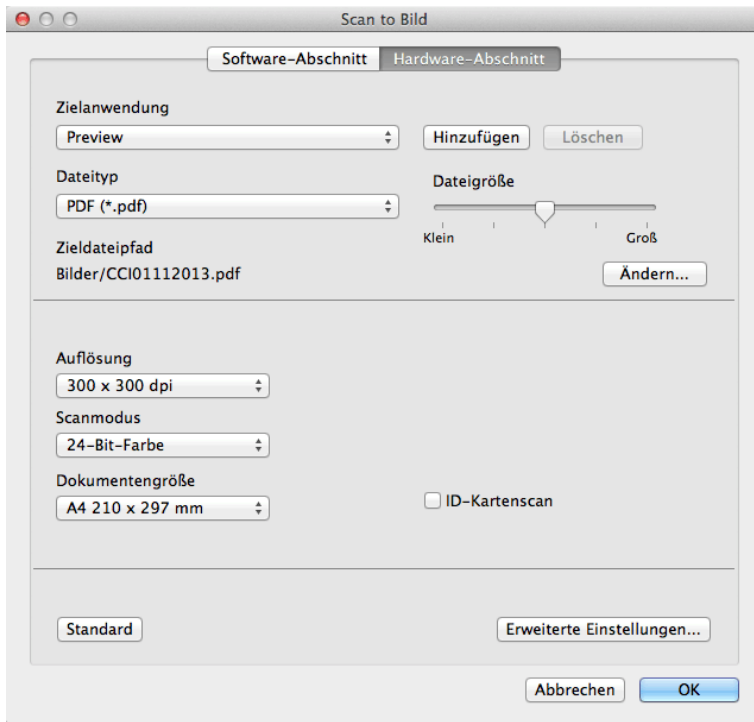 Scan to Bild
Software-Abschnitt Hardware-Abschnitt
Zielanwendung
Preview Hinzufügen Löschen
Dateityp Dateigröße
PDF (*.pdf)
Klein Groß
Zieldateipfad
Bilder/CCI01112013.pdf Ändern...
Auflösung
300 x 300 dpi
Scanmodus
24-Bit-Farbe
Dokumentengröße
A4 210 x 297 mm ID-Kartenscan
Standard Erweiterte Einstellungen...
Abbrechen OK